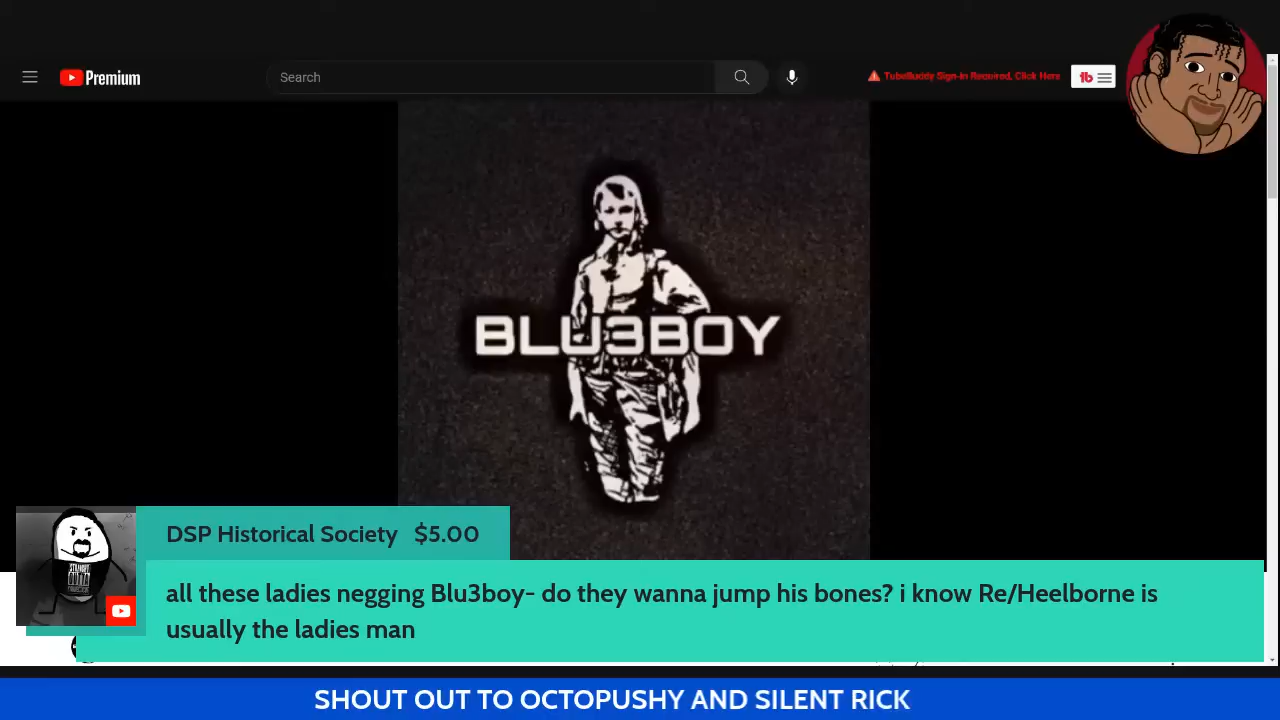 Premium
Search
TubeBuddy Sign-In Required, Click Here
tb
BLU3BOY
DSP Historical Society $5.00
all these ladies negging Blu3boy- do they wanna jump his bones? i know Re/Heelborne is
usually the ladies man
SHOUT OUT TO OCTOPUSHY AND SILENT RICK